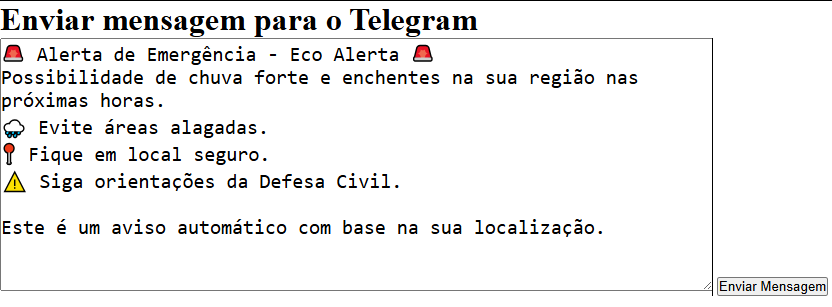 Enviar mensagem para o Telegram
🚨 Alerta de Emergência - Eco Alerta 🚨
Possibilidade de chuva forte e enchentes na sua região nas
próximas horas.
🌧 Evite áreas alagadas.
📍 Fique em local seguro.
⚠️ Siga orientações da Defesa Civil.
Este é um aviso automático com base na sua localização.
Enviar Mensagem